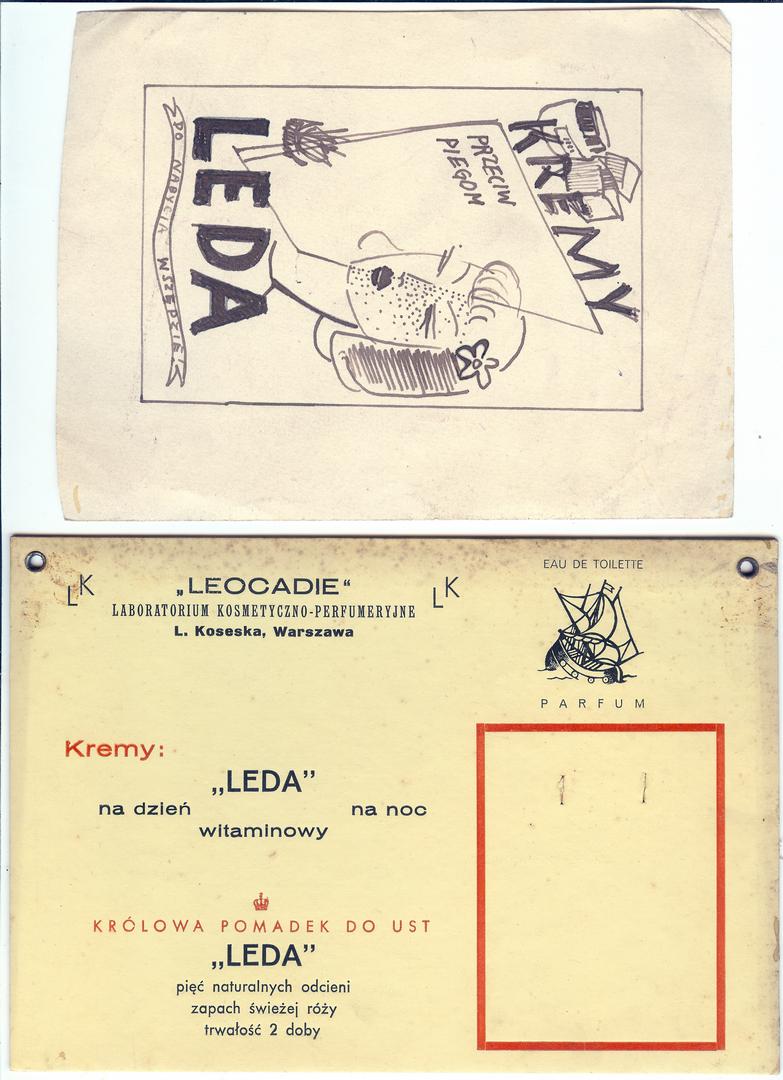 KREMY
PRZECIW
PIEGOM
LEDA
PO NABYCIA WSZĘDZIE
LK
„LEOCADIE“
LK
LABORATORIUM KOSMETYCZNO-PERFUMERYJNE
L. Koseska, Warszawa
EAU DE TOILETTE
PARFUM
Kremy:
„LEDA”
na dzień na noc
witaminowy
KRÓLOWA POMADEK DO UST
„LEDA”
pięć naturalnych odcieni
zapach świeżej róży
trwałość 2 doby